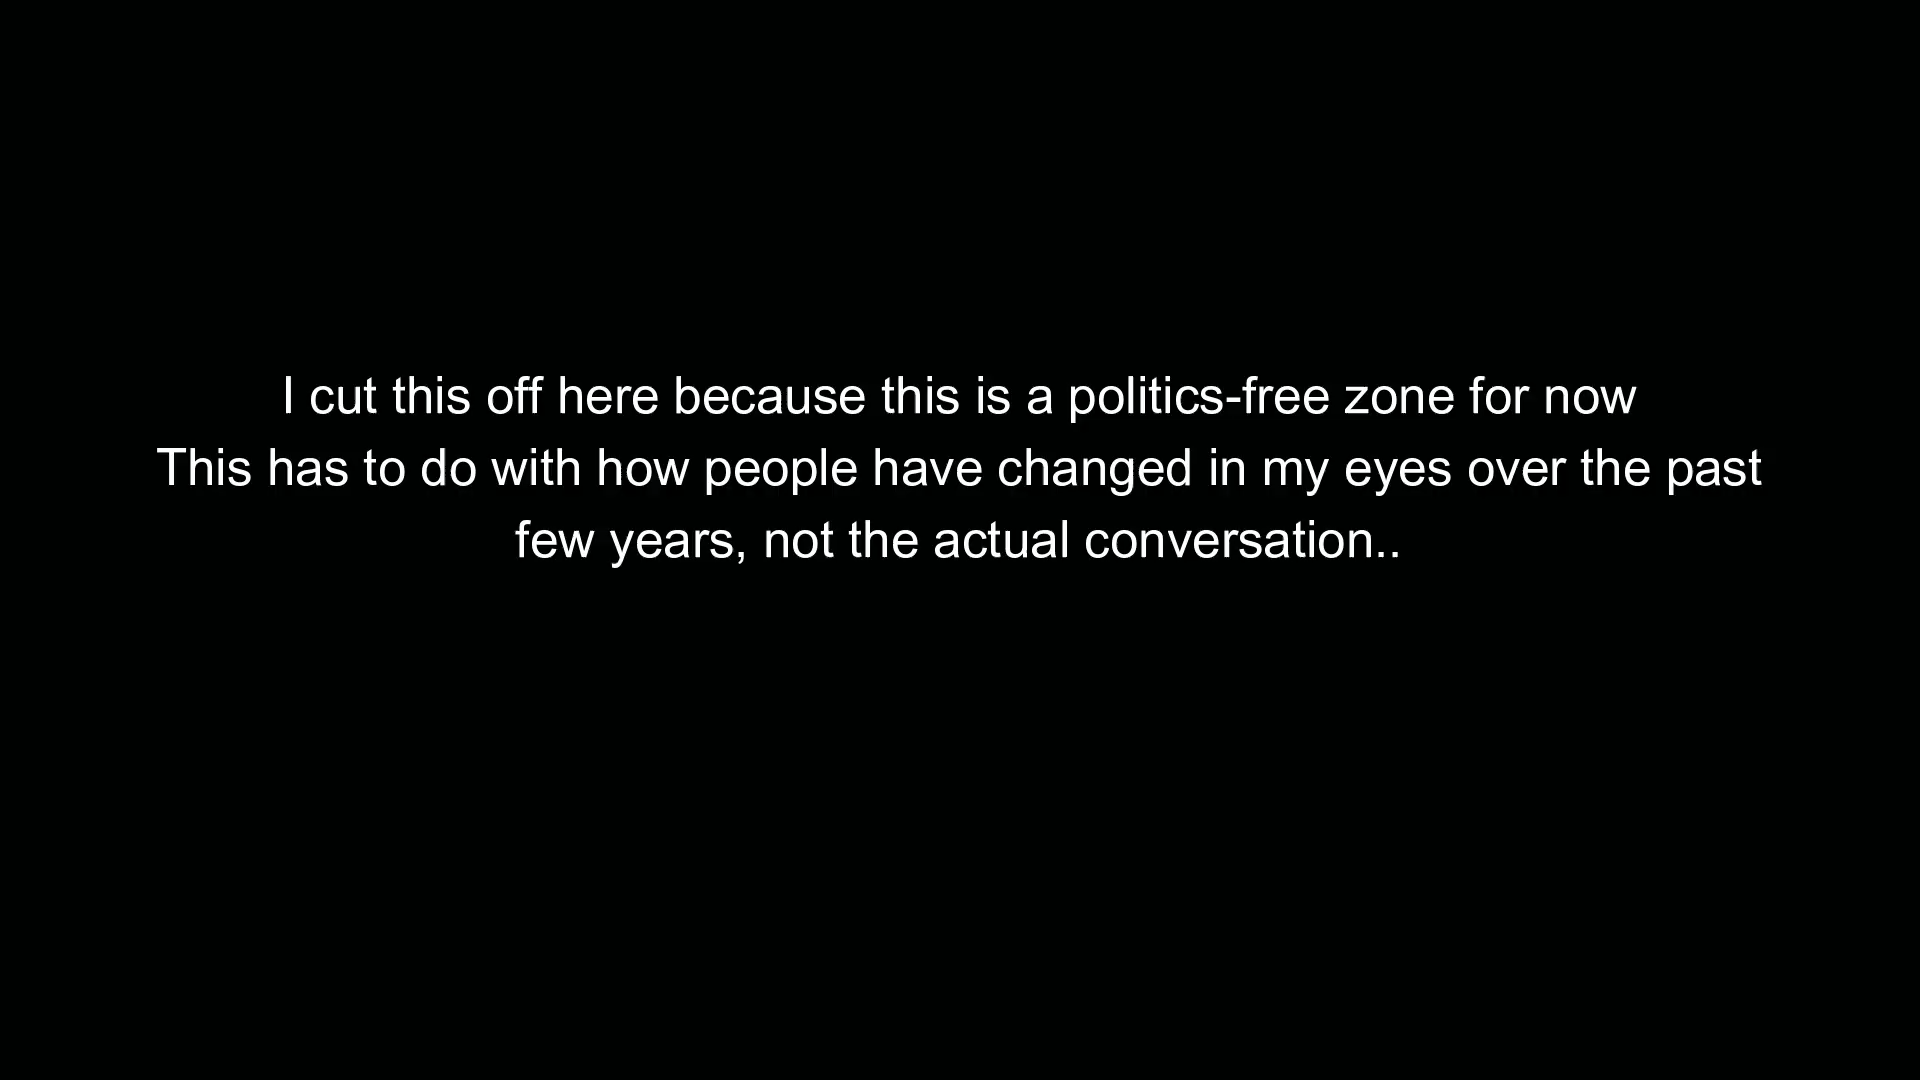 I cut this off here because this is a politics-free zone for now
This has to do with how people have changed in my eyes over the past
few years, not the actual conversation..